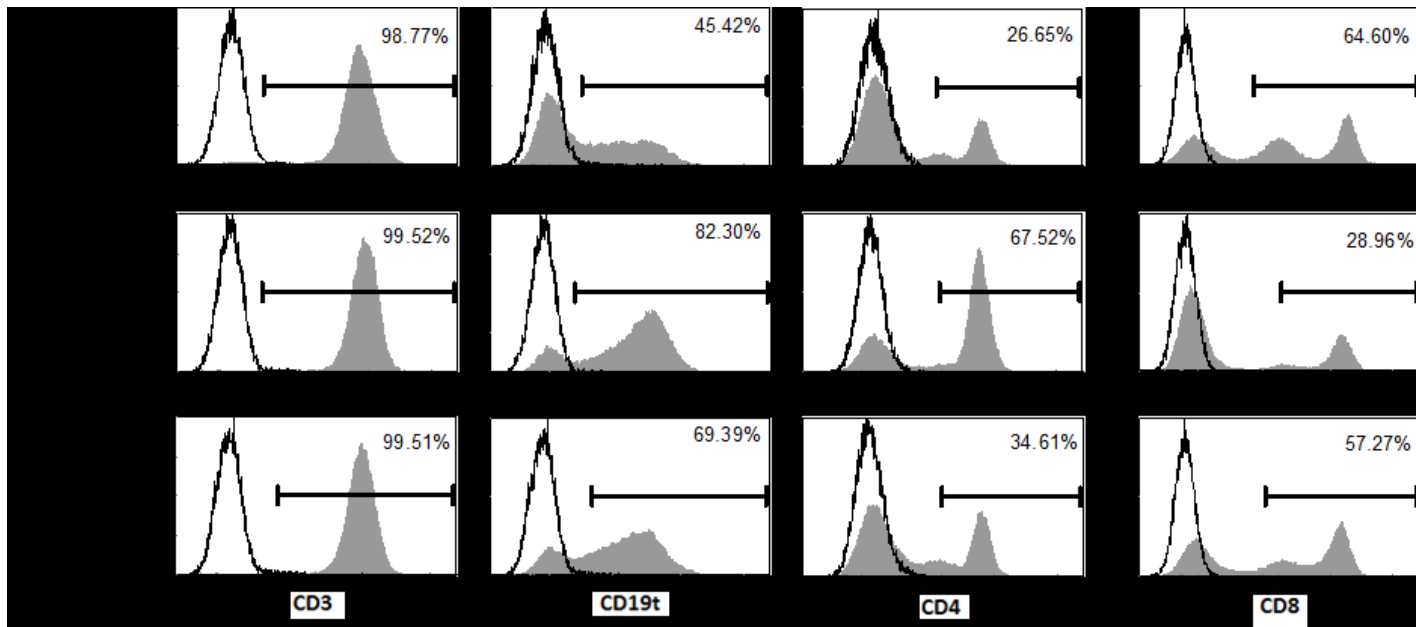 98.77% 45.42% 26.65% 64.60%
99.52% 82.30% 67.52% 28.96%
99.51% 69.39% 34.61% 57.27%
CD3 CD19t CD4 CD8